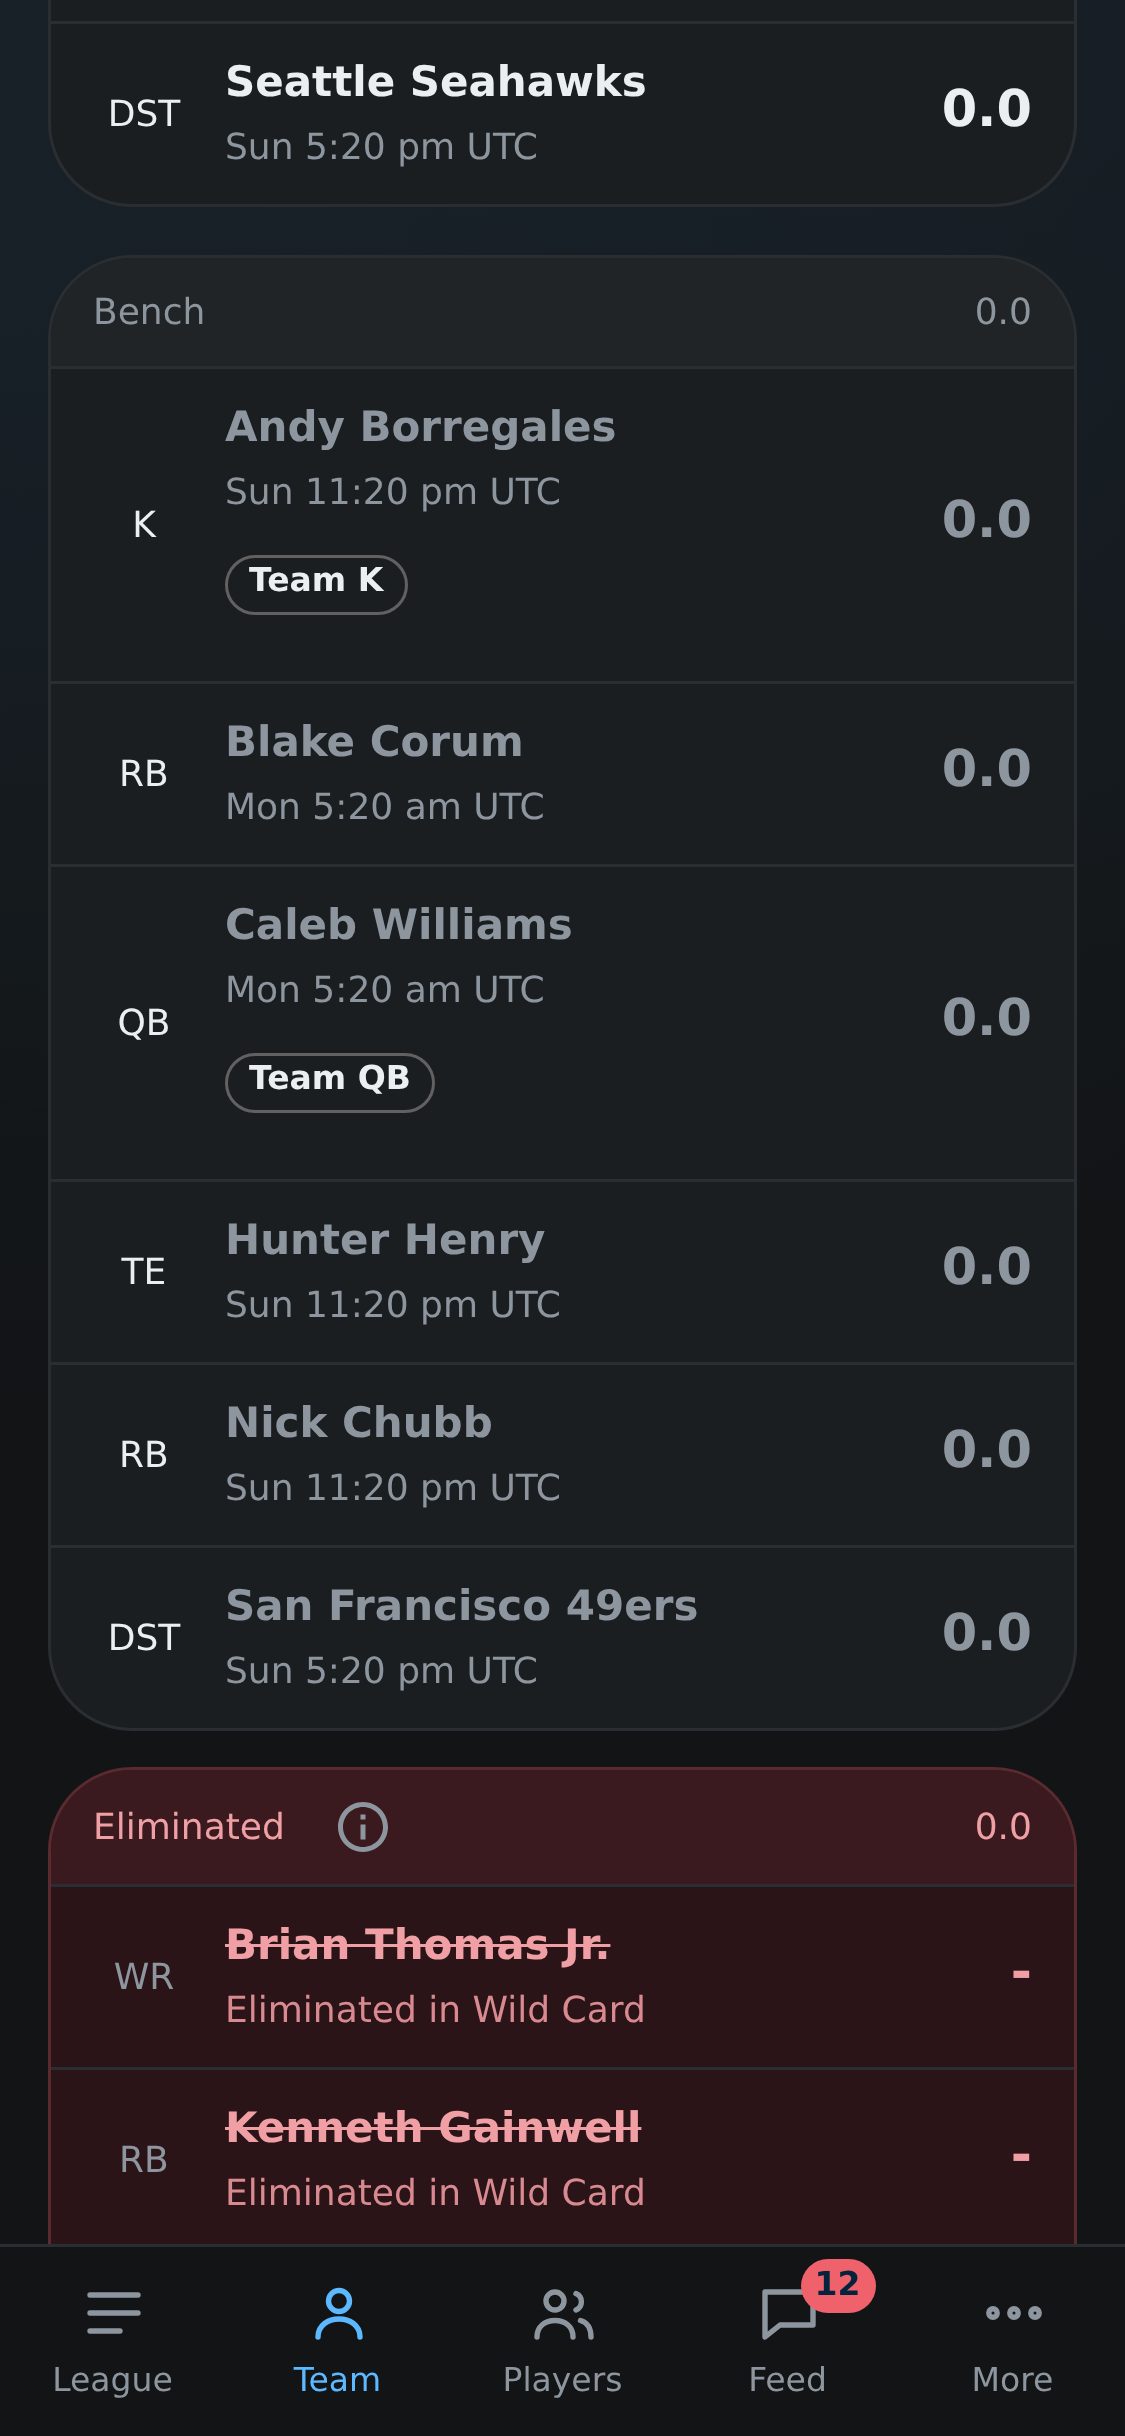 DST
Seattle Seahawks
Sun 5:20 pm UTC
0.0
Bench
0.0
K
Andy Borregales
Sun 11:20 pm UTC
Team K
0.0
RB
Blake Corum
Mon 5:20 am UTC
0.0
QB
Caleb Williams
Mon 5:20 am UTC
Team QB
0.0
TE
Hunter Henry
Sun 11:20 pm UTC
0.0
RB
Nick Chubb
Sun 11:20 pm UTC
0.0
DST
San Francisco 49ers
Sun 5:20 pm UTC
0.0
Eliminated
0.0
WR
Brian Thomas Jr.
Eliminated in Wild Card
-
RB
Kenneth Gainwell
Eliminated in Wild Card
-
12
League
Team
Players
Feed
More